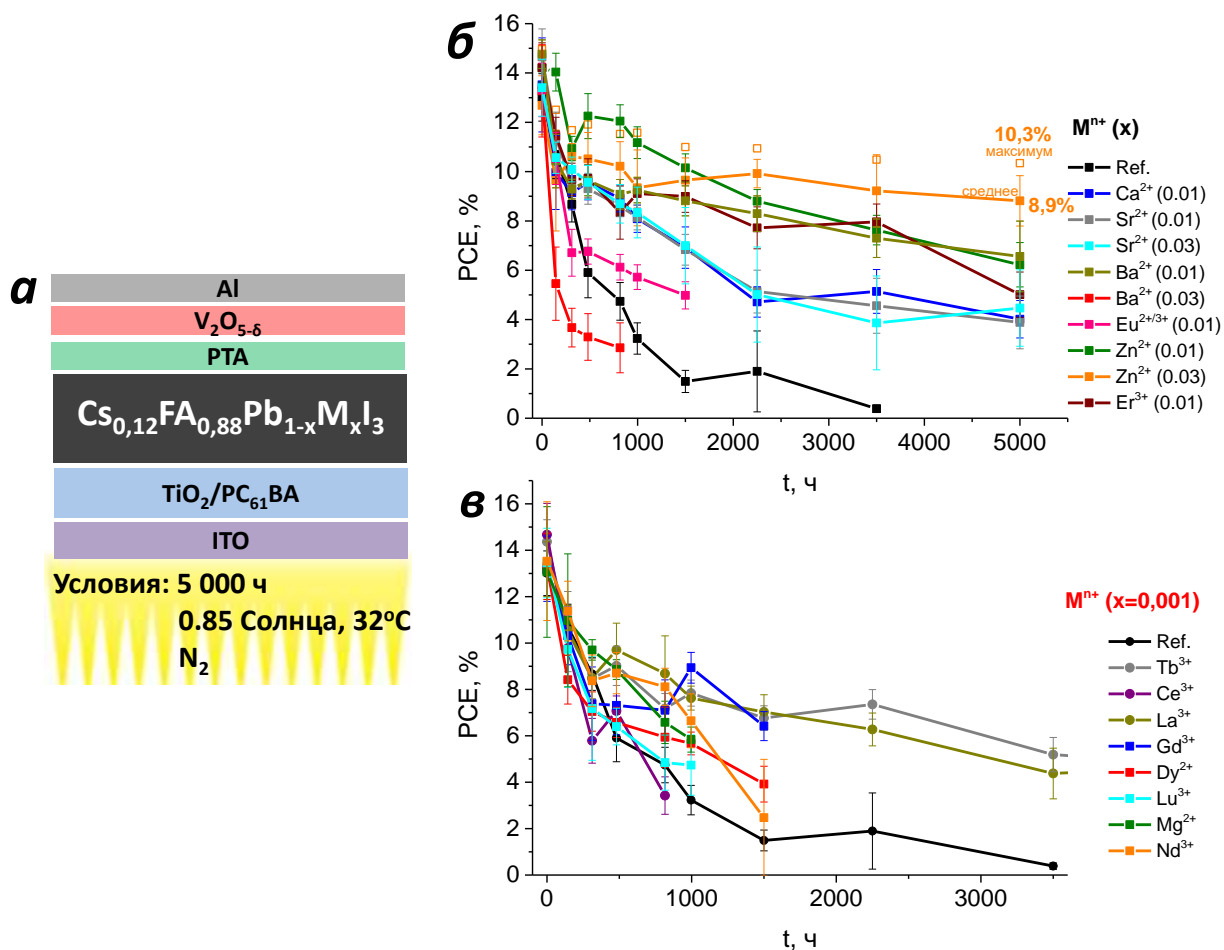 а
Al
V2O5-δ
PTA
Cs0,12FA0,88Pb1-xMxI3
TiO2/PC61BA
ITO
Условия: 5 000 ч
0.85 Солнца, 32oC
N2
б
16
14
12
10
8
6
4
2
0
PCE, %
0
1000
2000
3000
4000
5000
t, ч
10,3%
максимум
среднее
8,9%
Mn+ (x)
Ref.
Ca2+ (0.01)
Sr2+ (0.01)
Sr2+ (0.03)
Ba2+ (0.01)
Ba2+ (0.03)
Eu2+/3+ (0.01)
Zn2+ (0.01)
Zn2+ (0.03)
Er3+ (0.01)
в
16
14
12
10
8
6
4
2
0
PCE, %
0
1000
2000
3000
t, ч
Mn+ (x=0,001)
Ref.
Tb3+
Ce3+
La3+
Gd3+
Dy2+
Lu3+
Mg2+
Nd3+